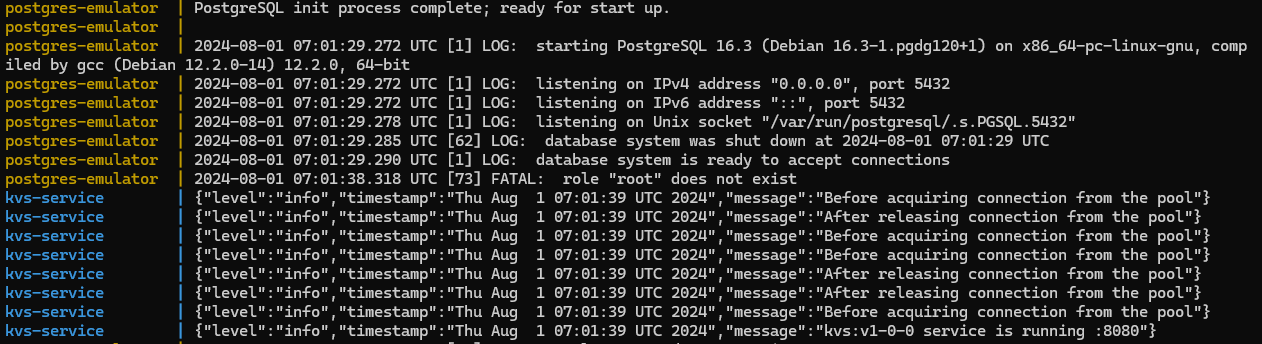 postgres-emulator  | PostgreSQL init process complete; ready for start up.
postgres-emulator  |
postgres-emulator  | 2024-08-01 07:01:29.272 UTC [1] LOG:  starting PostgreSQL 16.3 (Debian 16.3-1.pgdg120+1) on x86_64-pc-linux-gnu, comp
iled by gcc (Debian 12.2.0-14) 12.2.0, 64-bit
postgres-emulator  | 2024-08-01 07:01:29.272 UTC [1] LOG:  listening on IPv4 address "0.0.0.0", port 5432
postgres-emulator  | 2024-08-01 07:01:29.272 UTC [1] LOG:  listening on IPv6 address "::", port 5432
postgres-emulator  | 2024-08-01 07:01:29.278 UTC [1] LOG:  listening on Unix socket "/var/run/postgresql/.s.PGSQL.5432"
postgres-emulator  | 2024-08-01 07:01:29.285 UTC [62] LOG:  database system was shut down at 2024-08-01 07:01:29 UTC
postgres-emulator  | 2024-08-01 07:01:29.290 UTC [1] LOG:  database system is ready to accept connections
postgres-emulator  | 2024-08-01 07:01:38.318 UTC [73] FATAL:  role "root" does not exist
kvs-service        | {"level":"info","timestamp":"Thu Aug  1 07:01:39 UTC 2024","message":"Before acquiring connection from the pool"}
kvs-service        | {"level":"info","timestamp":"Thu Aug  1 07:01:39 UTC 2024","message":"After releasing connection from the pool"}
kvs-service        | {"level":"info","timestamp":"Thu Aug  1 07:01:39 UTC 2024","message":"Before acquiring connection from the pool"}
kvs-service        | {"level":"info","timestamp":"Thu Aug  1 07:01:39 UTC 2024","message":"Before acquiring connection from the pool"}
kvs-service        | {"level":"info","timestamp":"Thu Aug  1 07:01:39 UTC 2024","message":"After releasing connection from the pool"}
kvs-service        | {"level":"info","timestamp":"Thu Aug  1 07:01:39 UTC 2024","message":"After releasing connection from the pool"}
kvs-service        | {"level":"info","timestamp":"Thu Aug  1 07:01:39 UTC 2024","message":"Before acquiring connection from the pool"}
kvs-service        | {"level":"info","timestamp":"Thu Aug  1 07:01:39 UTC 2024","message":"kvs:v1-0-0 service is running :8080"}